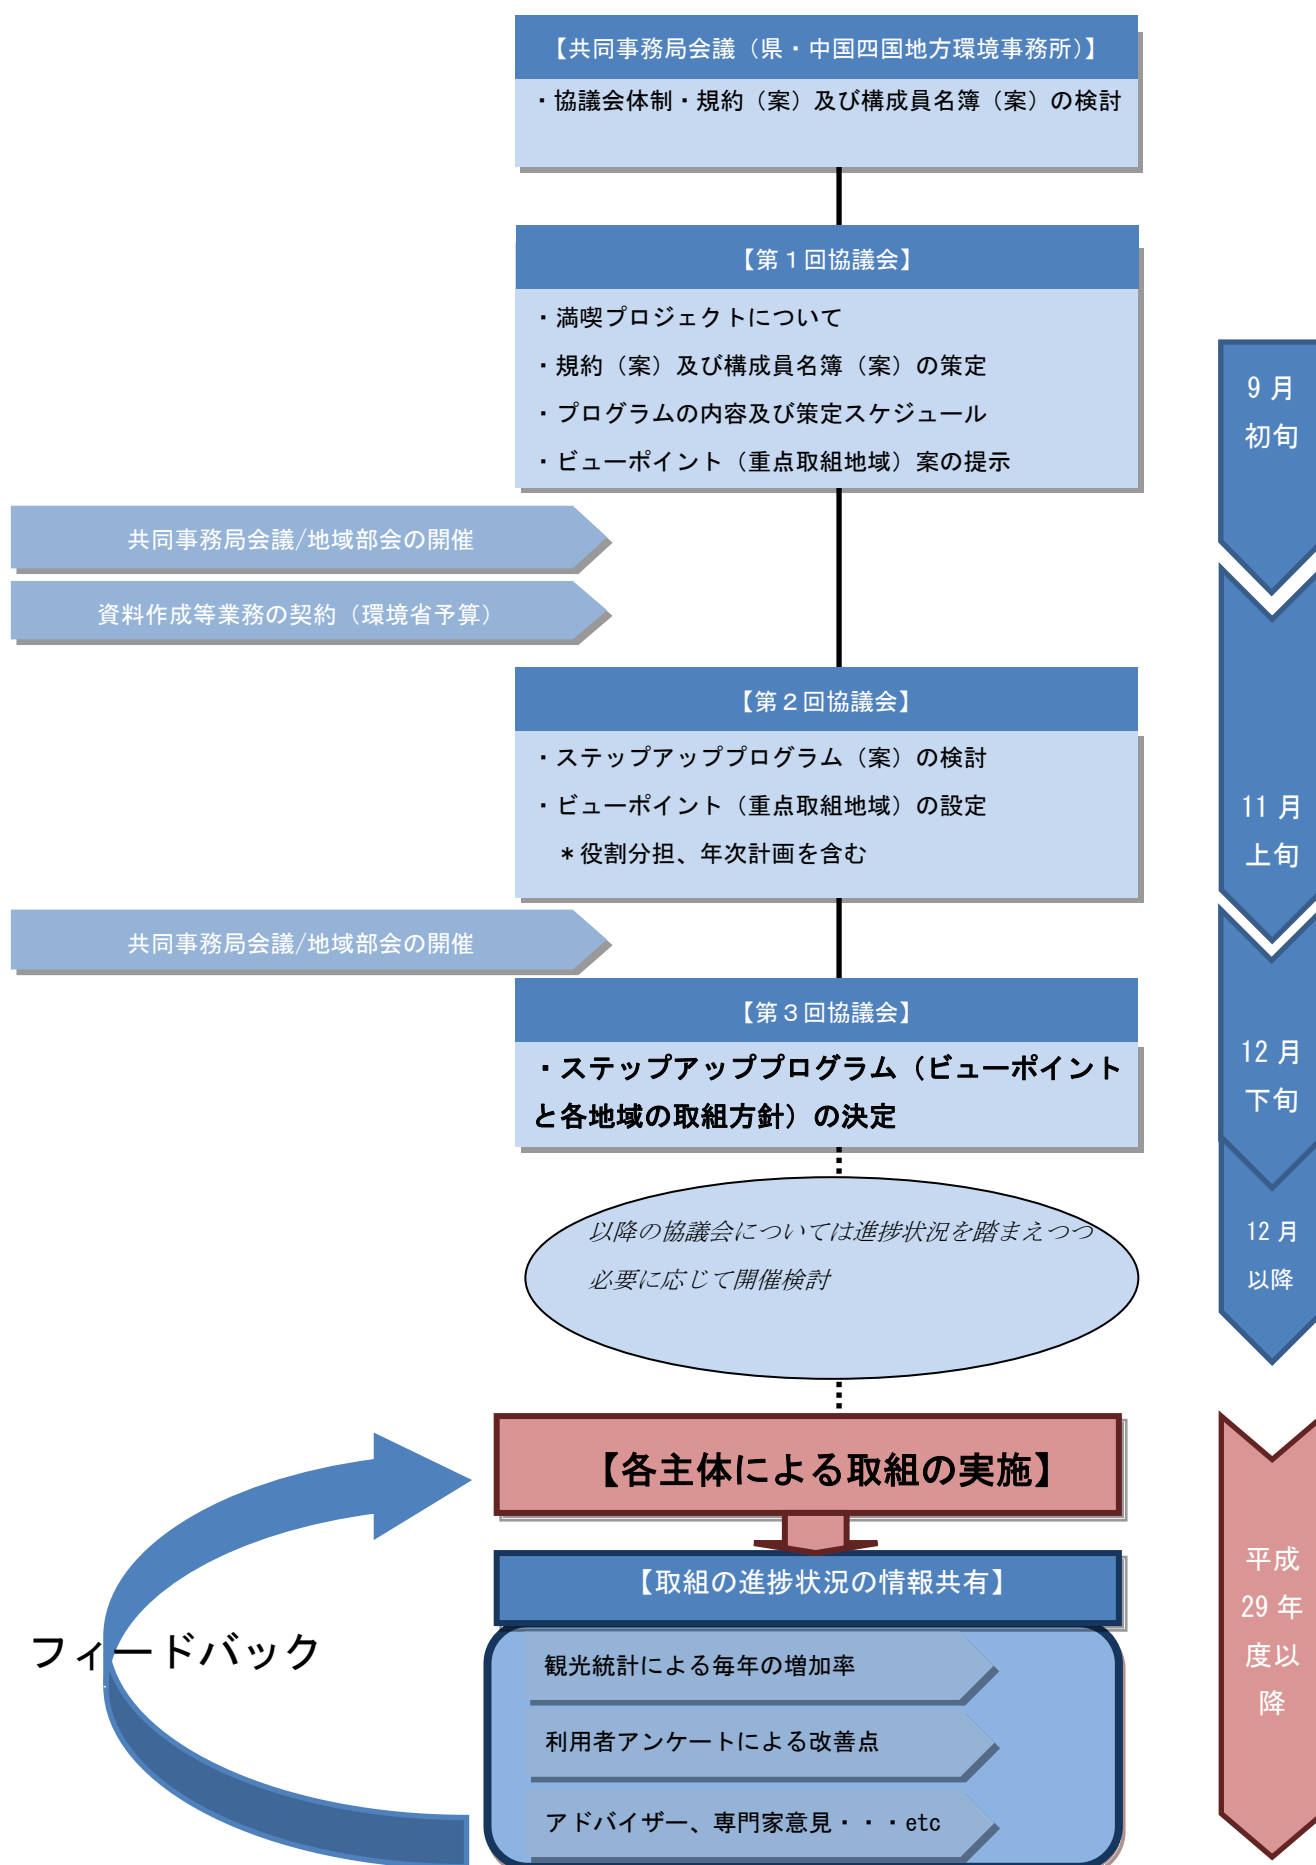 【共同事務局会議（県・中国四国地方環境事務所）】
・協議会体制・規約（案）及び構成員名簿（案）の検討
【第１回協議会】
・満喫プロジェクトについて
・規約（案）及び構成員名簿（案）の策定
・プログラムの内容及び策定スケジュール
・ビューポイント（重点取組地域）案の提示
9 月
初旬
共同事務局会議/地域部会の開催
資料作成等業務の契約（環境省予算）
【第２回協議会】
・ステップアッププログラム（案）の検討
・ビューポイント（重点取組地域）の設定
＊役割分担、年次計画を含む
11 月
上旬
共同事務局会議/地域部会の開催
【第３回協議会】
・ステップアッププログラム（ビューポイント
と各地域の取組方針）の決定
12 月
下旬
以降の協議会については進捗状況を踏まえつつ
必要に応じて開催検討
12 月
以降
【各主体による取組の実施】
【取組の進捗状況の情報共有】
フィードバック
観光統計による毎年の増加率
利用者アンケートによる改善点
アドバイザー、専門家意見・・・etc
平成
29 年
度以
降